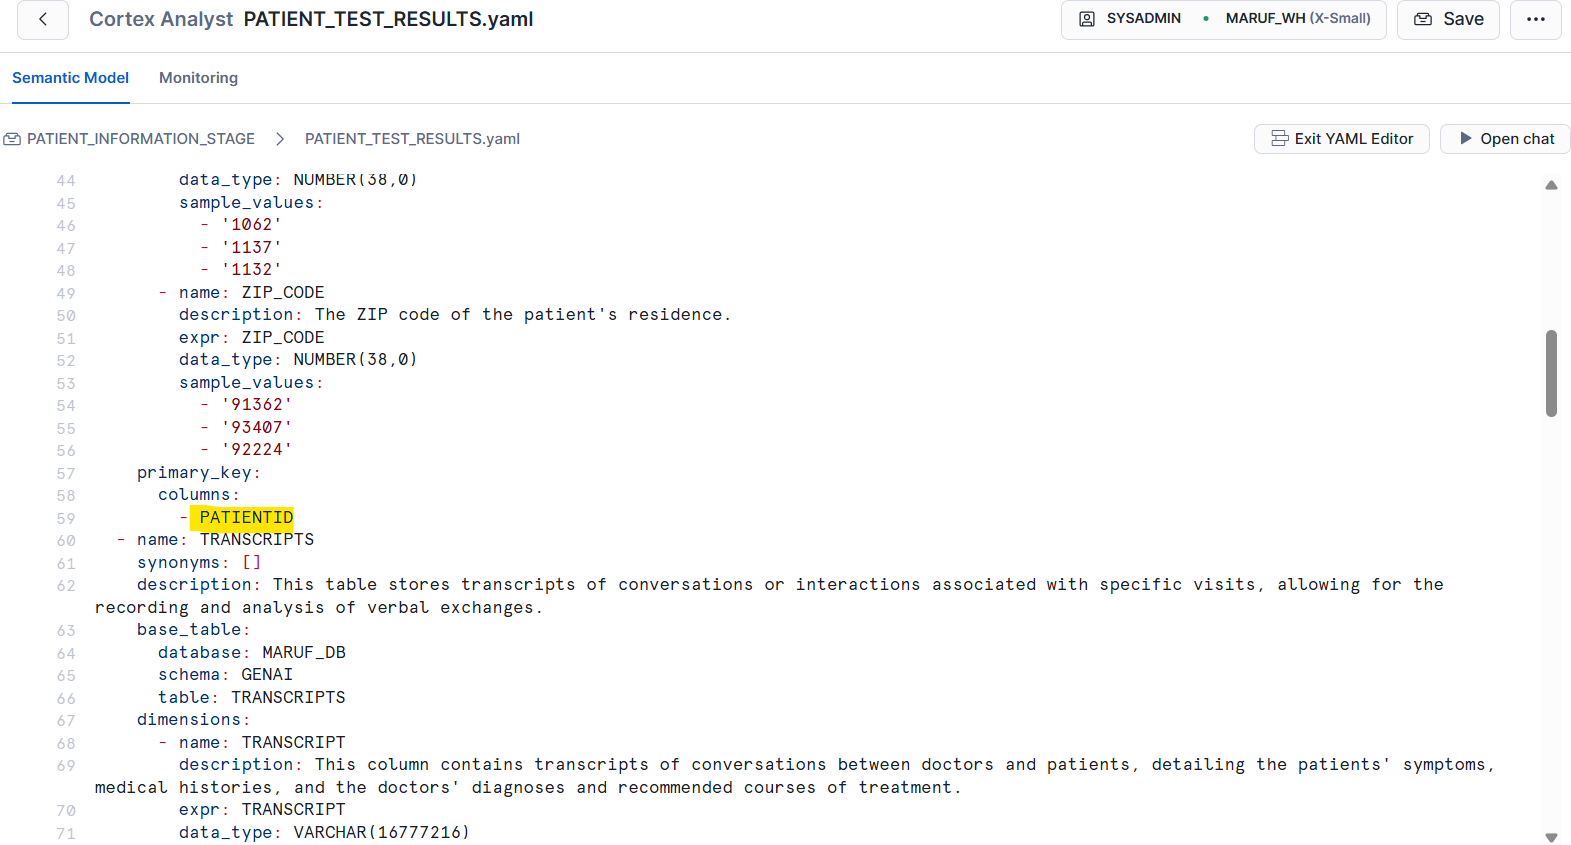 Cortex Analyst PATIENT_TEST_RESULTS.yaml
SYSADMIN • MARUF_WH (X-Small)
Save
Semantic Model
Monitoring
PATIENT_INFORMATION_STAGE > PATIENT_TEST_RESULTS.yaml
Exit YAML Editor
Open chat
44 data_type: NUMBER(38,0)
45 sample_values:
46 - '1062'
47 - '1137'
48 - '1132'
49 - name: ZIP_CODE
50 description: The ZIP code of the patient's residence.
51 expr: ZIP_CODE
52 data_type: NUMBER(38,0)
53 sample_values:
54 - '91362'
55 - '93407'
56 - '92224'
57 primary_key:
58 columns:
59 - PATIENTID
60 - name: TRANSCRIPTS
61 synonyms: []
62 description: This table stores transcripts of conversations or interactions associated with specific visits, allowing for the
recording and analysis of verbal exchanges.
63 base_table:
64 database: MARUF_DB
65 schema: GENAI
66 table: TRANSCRIPTS
67 dimensions:
68 - name: TRANSCRIPT
69 description: This column contains transcripts of conversations between doctors and patients, detailing the patients' symptoms,
medical histories, and the doctors' diagnoses and recommended courses of treatment.
70 expr: TRANSCRIPT
71 data_type: VARCHAR(16777216)